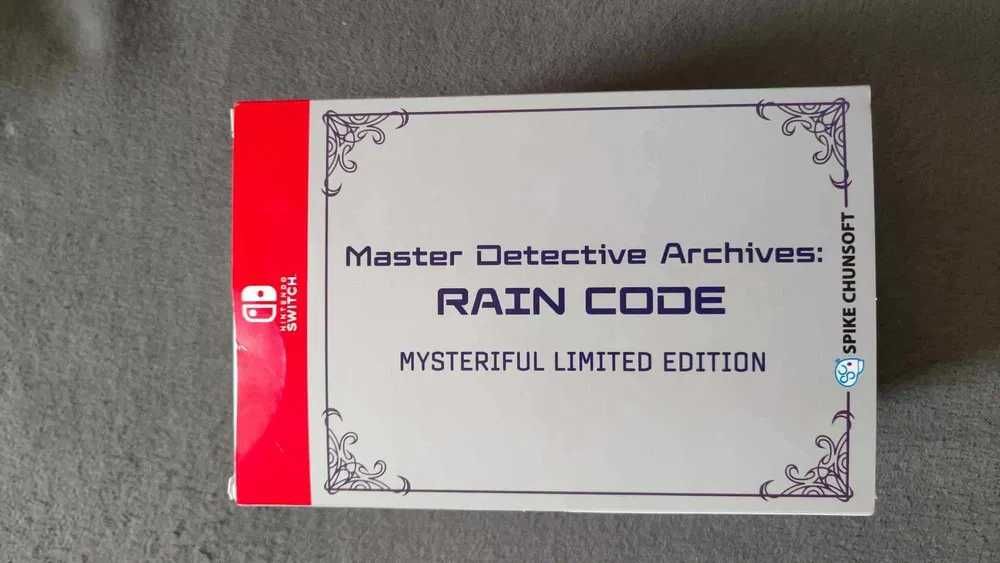 NINTENDO
SWITCH
Master Detective Archives:
RAIN CODE
MYSTERIFUL LIMITED EDITION
SPIKE CHUNSOFT